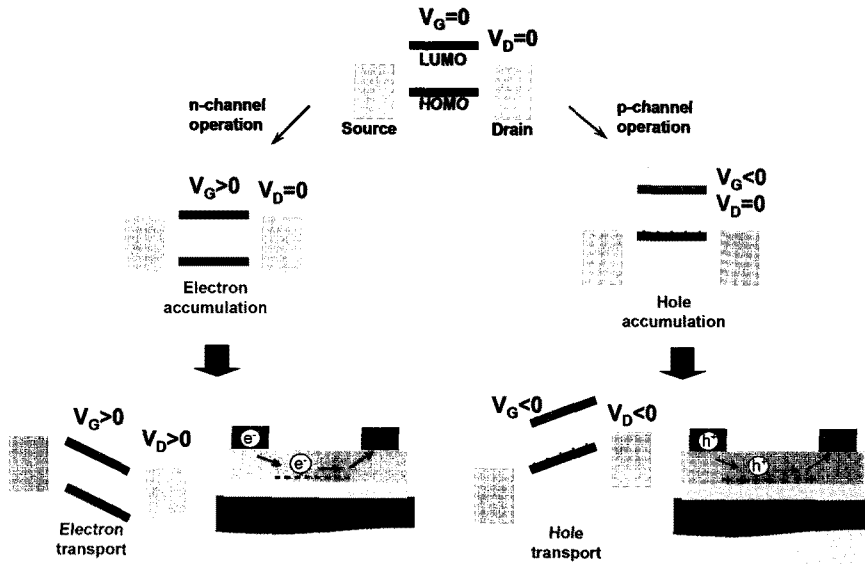 V_G=0
V_D=0
LUMO
HOMO
n-channel
operation
Source
Drain
p-channel
operation
V_G>0 V_D=0
V_G<0
V_D=0
Electron
accumulation
Hole
accumulation
V_G>0
V_D>0
e⁻
e⁻
Electron
transport
V_G<0
V_D<0
h⁺
h⁺
Hole
transport